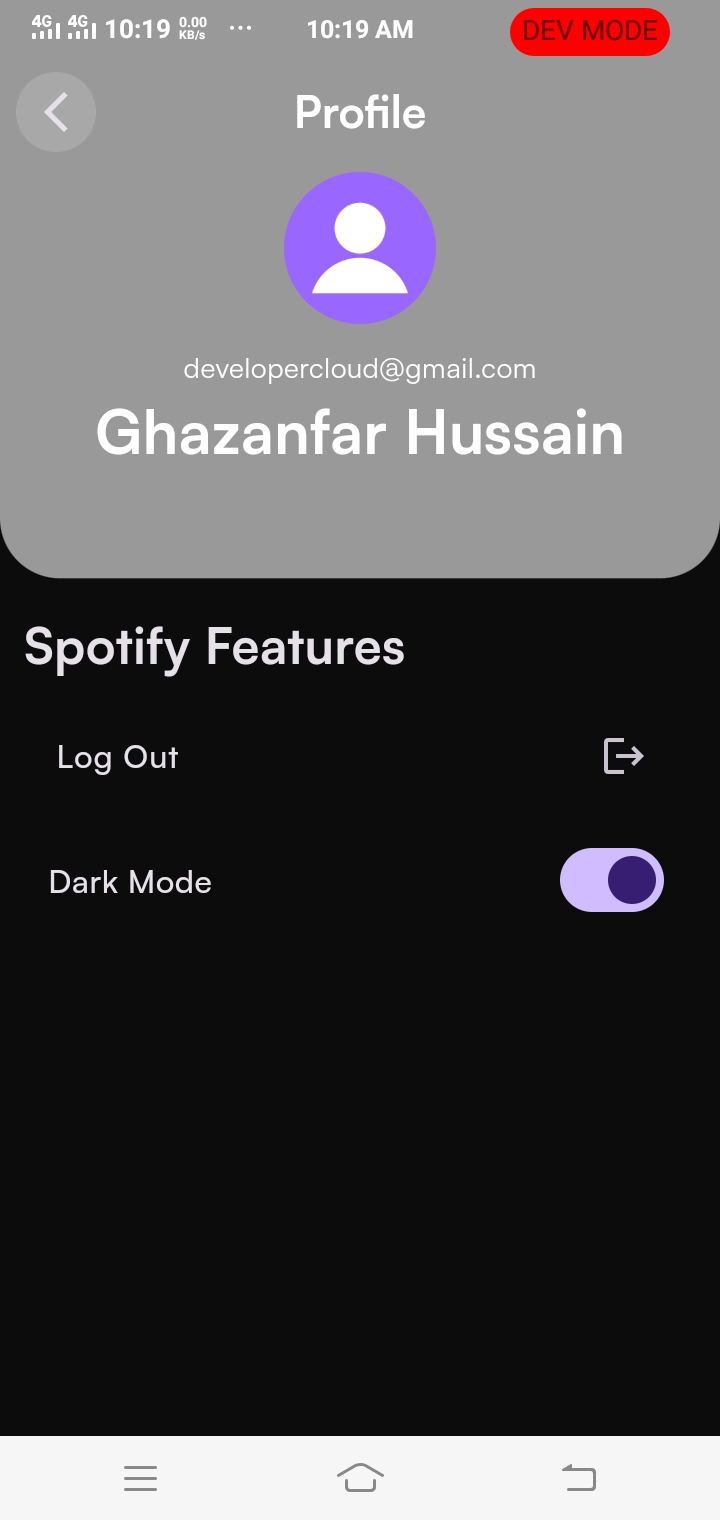 4G 4G 10:19 0.00 KB/s ... 10:19 AM DEV MODE
Profile
developercloud@gmail.com
Ghazanfar Hussain
Spotify Features
Log Out
Dark Mode